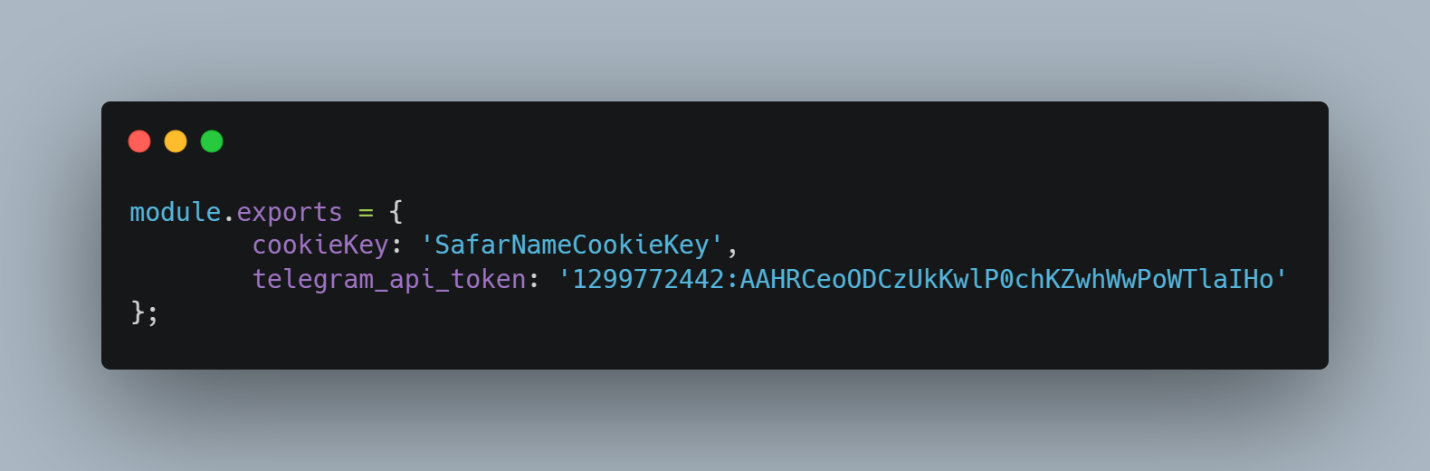 module.exports = {
        cookieKey: 'SafarNameCookieKey',
        telegram_api_token: '1299772442:AAHRCeoODCzUkKwlP0chKZwhWwPoWTlaIHo'
};